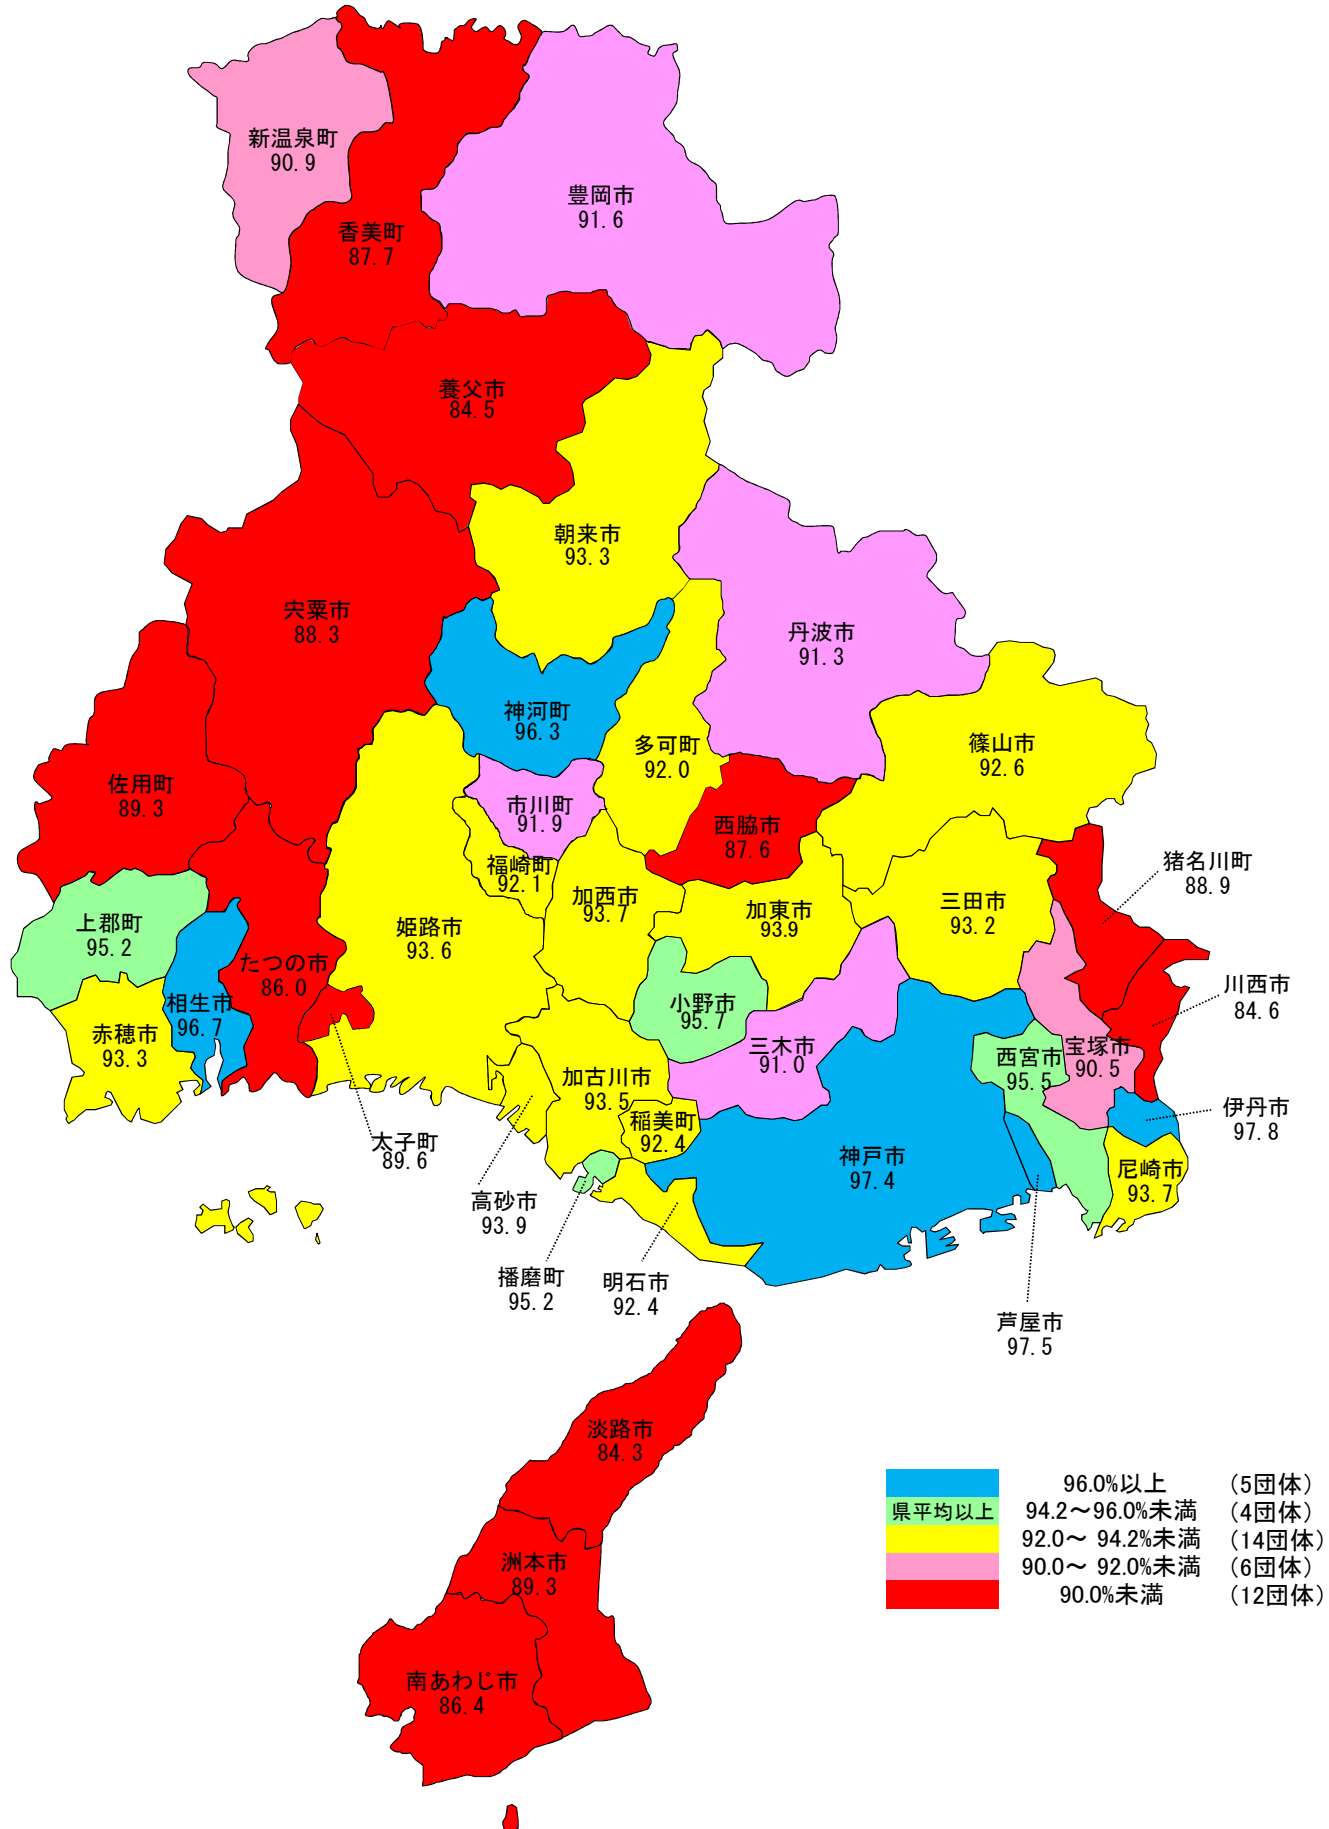 新温泉町
90.9
香美町
87.7
豊岡市
91.6
養父市
84.5
朝来市
93.3
宍粟市
88.3
丹波市
91.3
神河町
96.3
多可町
92.0
篠山市
92.6
佐用町
89.3
市川町
91.9
西脇市
87.6
福崎町
92.1
猪名川町
88.9
上郡町
95.2
姫路市
93.6
加西市
93.7
加東市
93.9
三田市
93.2
たつの市
86.0
川西市
84.6
相生市
96.7
赤穂市
93.3
小野市
95.7
三木市
91.0
西宮市
95.5
宝塚市
90.5
加古川市
93.5
稲美町
92.4
伊丹市
97.8
太子町
89.6
神戸市
97.4
尼崎市
93.7
高砂市
93.9
播磨町
95.2
明石市
92.4
芦屋市
97.5
淡路市
84.3
洲本市
89.3
南あわじ市
86.4
96.0%以上 （5団体）
県平均以上 94.2～96.0%未満 （4団体）
92.0～ 94.2%未満 （14団体）
90.0～ 92.0%未満 （6団体）
90.0%未満 （12団体）